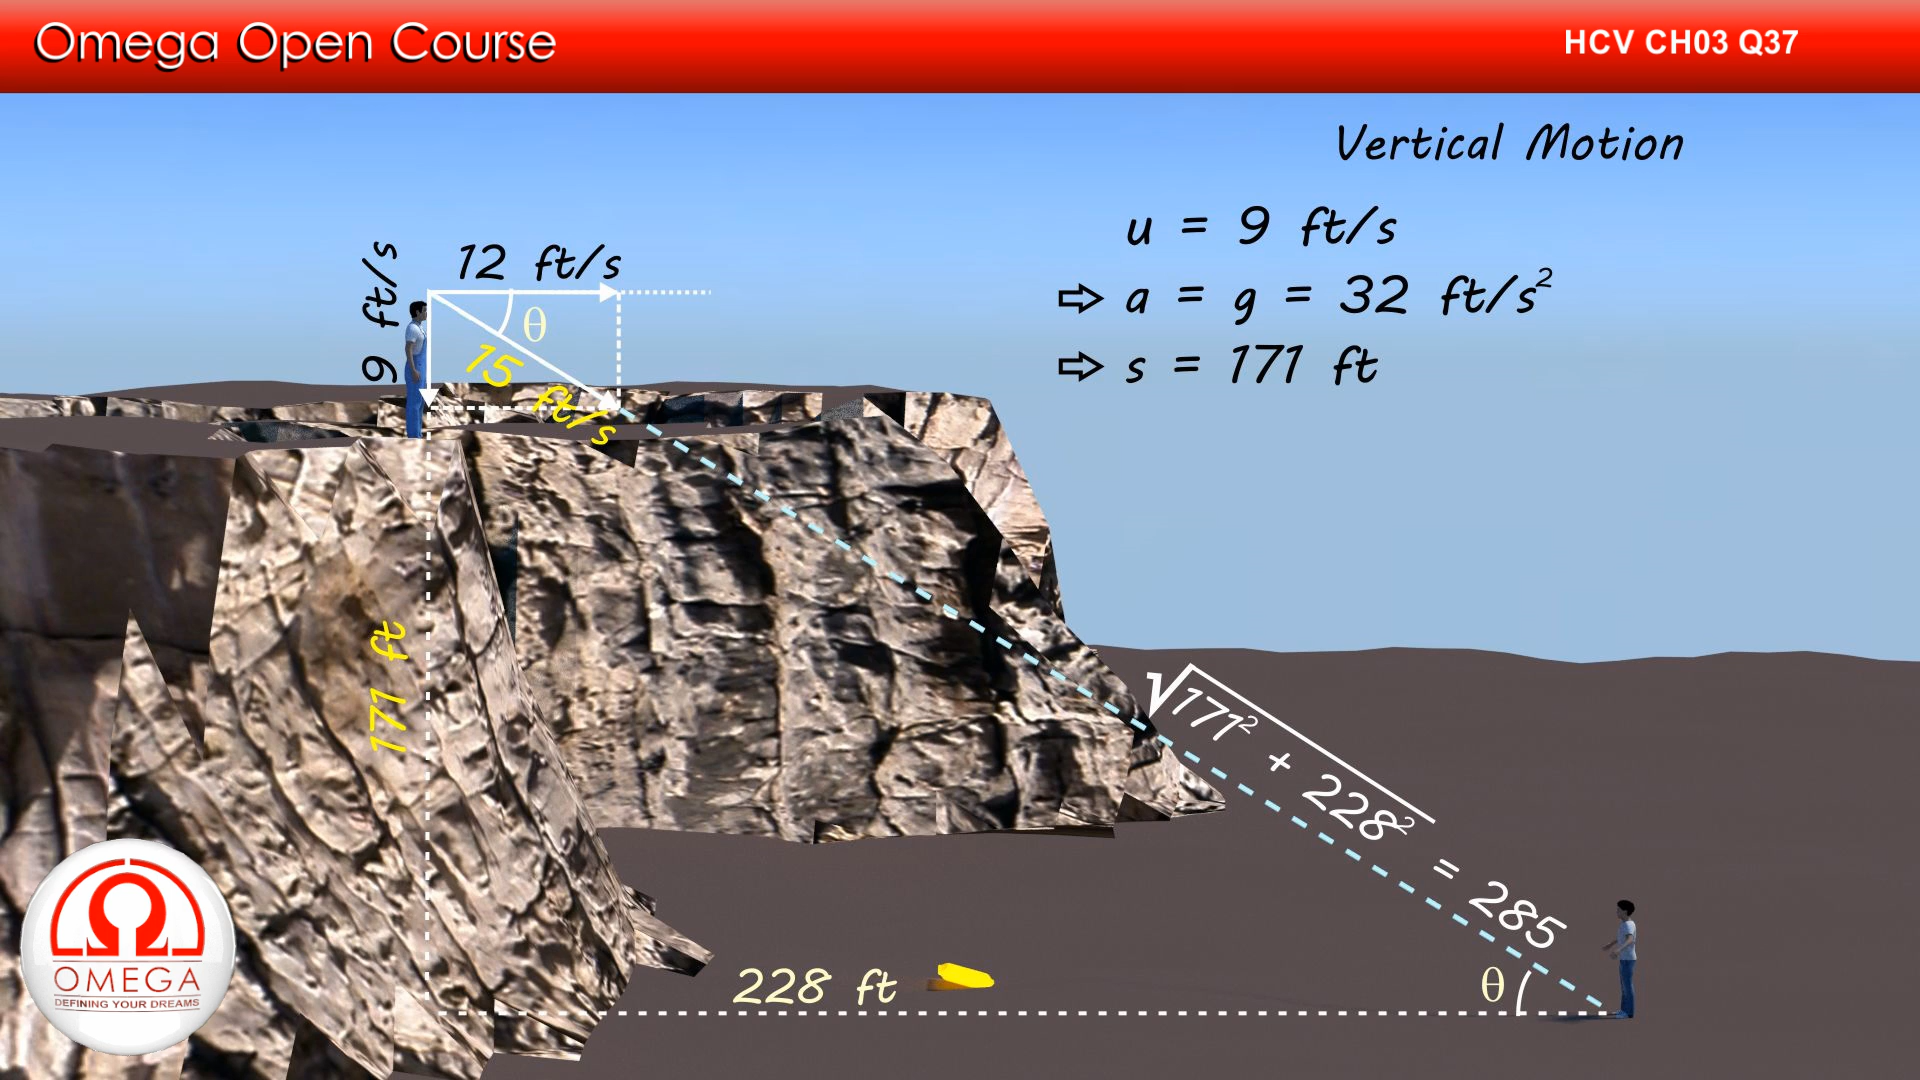 Omega Open Course
HCV CH03 Q37
Vertical Motion
u = 9 ft/s
⇨ a = g = 32 ft/s²
⇨ s = 171 ft
12 ft/s
9 ft/s
θ
15 ft/s
171 ft
√171² + 228² = 285
228 ft
θ
Ω
OMEGA
DEFINING YOUR DREAMS